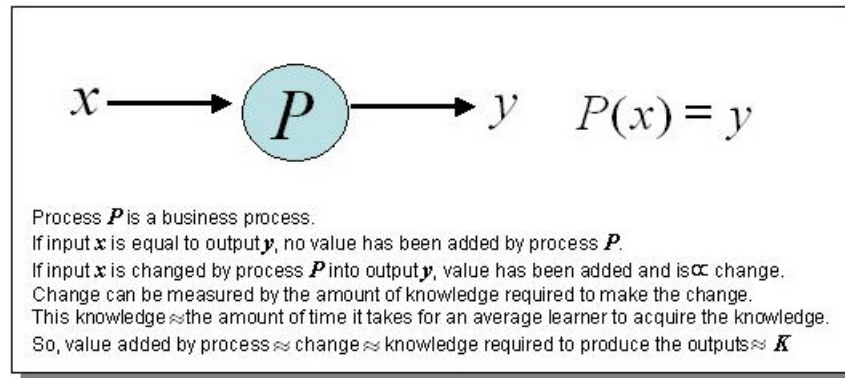 x P y P(x) = y
Process P is a business process.
If input x is equal to output y, no value has been added by process P.
If input x is changed by process P into output y, value has been added and is ∝ change.
Change can be measured by the amount of knowledge required to make the change.
This knowledge ≈ the amount of time it takes for an average learner to acquire the knowledge.
So, value added by process ≈ change ≈ knowledge required to produce the outputs ≈ K